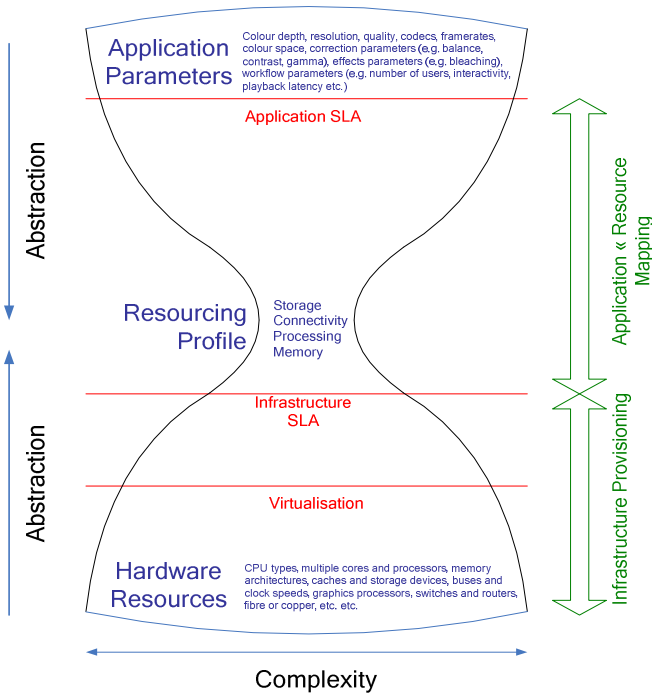 Application
Parameters
Colour depth, resolution, quality, codecs, framerates,
colour space, correction parameters (e.g. balance,
contrast, gamma), effects parameters (e.g. bleaching),
workflow parameters (e.g. number of users, interactivity,
playback latency etc.)
Application SLA
Abstraction
Application « Resource
Mapping
Resourcing
Profile
Storage
Connectivity
Processing
Memory
Infrastructure
SLA
Abstraction
Infrastructure Provisioning
Virtualisation
Hardware
Resources
CPU types, multiple cores and processors, memory
architectures, caches and storage devices, buses and
clock speeds, graphics processors, switches and routers,
fibre or copper, etc. etc.
Complexity